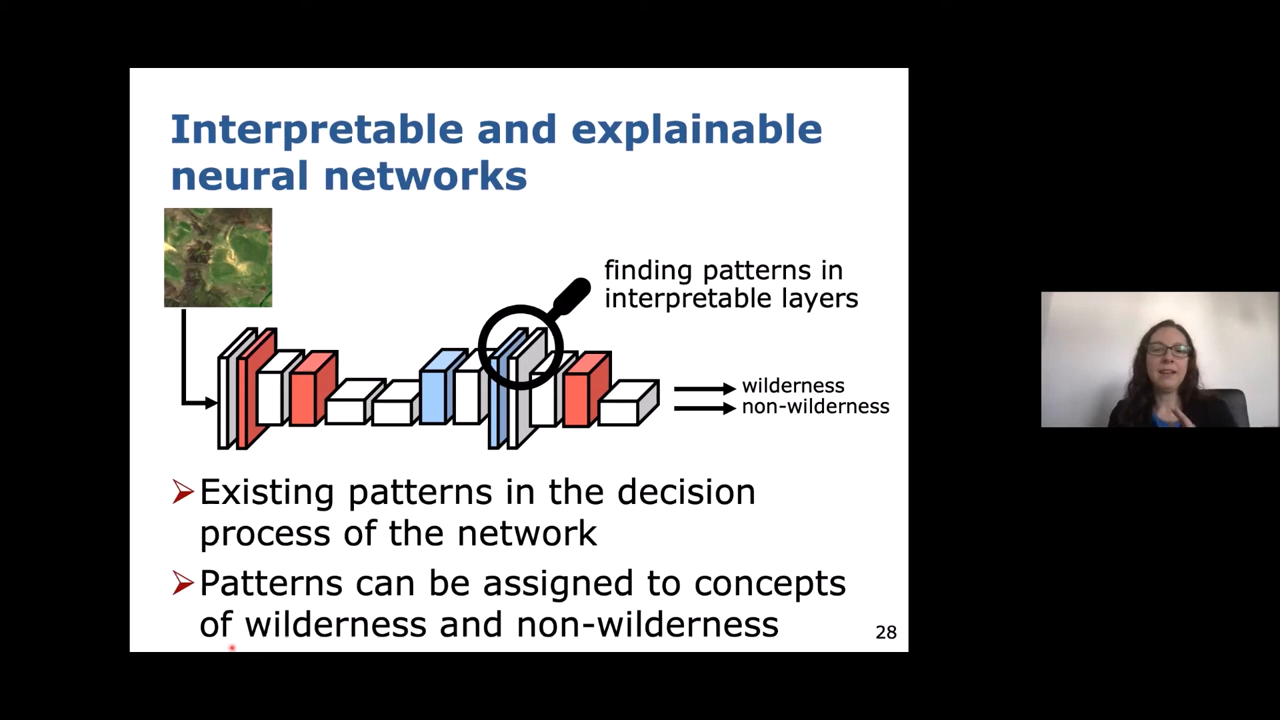 Interpretable and explainable
neural networks
finding patterns in
interpretable layers
wilderness
non-wilderness
Existing patterns in the decision
process of the network
Patterns can be assigned to concepts
of wilderness and non-wilderness
28